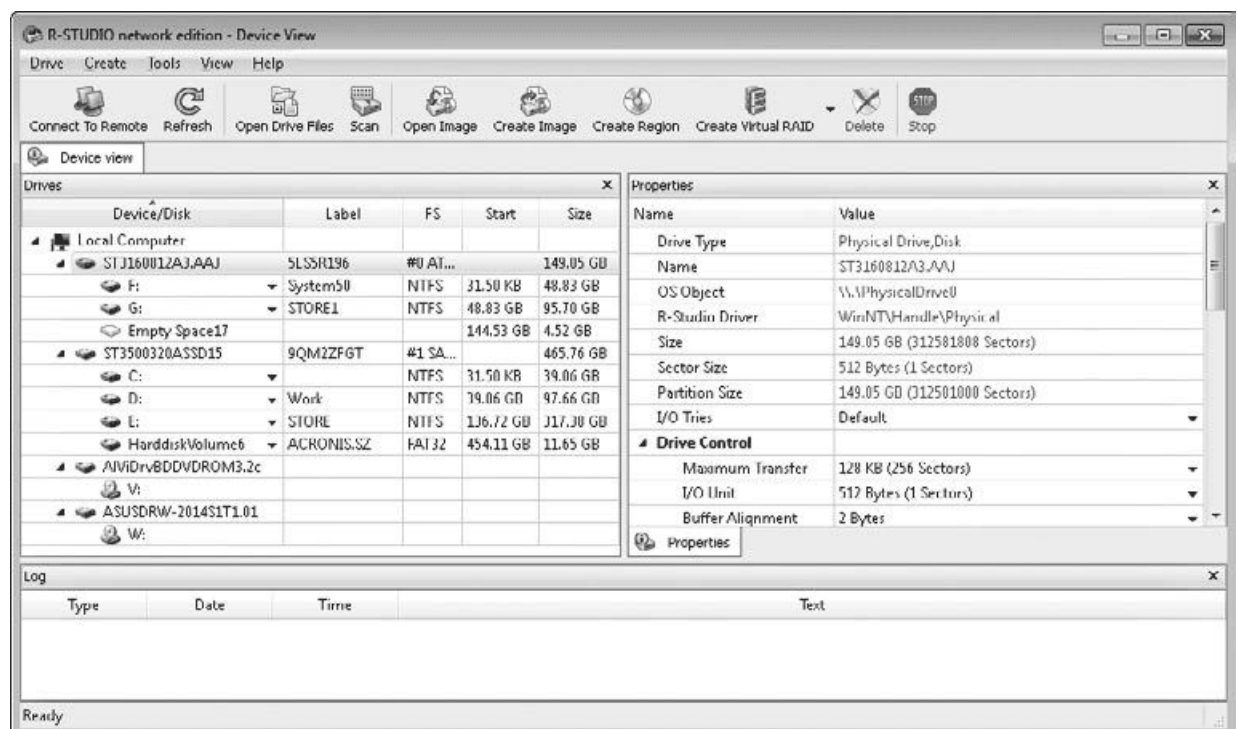 R-STUDIO network edition - Device View
Drive Create Tools View Help
Connect To Remote Refresh Open Drive Files Scan Open Image Create Image Create Region Create Virtual RAID Delete Stop
STOP
Device view
Drives
Device/Disk Label FS Start Size
Local Computer
ST3160812A3.AAJ 5LS5R196 #0 AT... 149.05 GB
F: System50 NTFS 31.50 KB 48.83 GB
G: STORE1 NTFS 48.83 GB 95.70 GB
Empty Space17 144.53 GB 4.52 GB
ST3500320ASSD15 9QM2ZFGT #1 SA... 465.76 GB
C: NTFS 31.50 KB 39.06 GB
D: Work NTFS 39.06 GB 97.66 GB
E: STORE NTFS 136.72 GB 317.38 GB
HarddiskVolume6 ACRONIS.SZ FAT32 454.11 GB 11.65 GB
AlViDrvBDDVDROM3.2c
V:
ASUSDRW-2014S1T1.01
W:
Properties
Name Value
Drive Type Physical Drive,Disk
Name ST3160812A3.AAJ
OS Object \\.\PhysicalDrive0
R-Studio Driver WinNT\Handle\Physical
Size 149.05 GB (312581808 Sectors)
Sector Size 512 Bytes (1 Sectors)
Partition Size 149.05 GB (312581808 Sectors)
I/O Tries Default
Drive Control
Maximum Transfer 128 KB (256 Sectors)
I/O Unit 512 Bytes (1 Sectors)
Buffer Alignment 2 Bytes
Properties
Log
Type Date Time Text
Ready